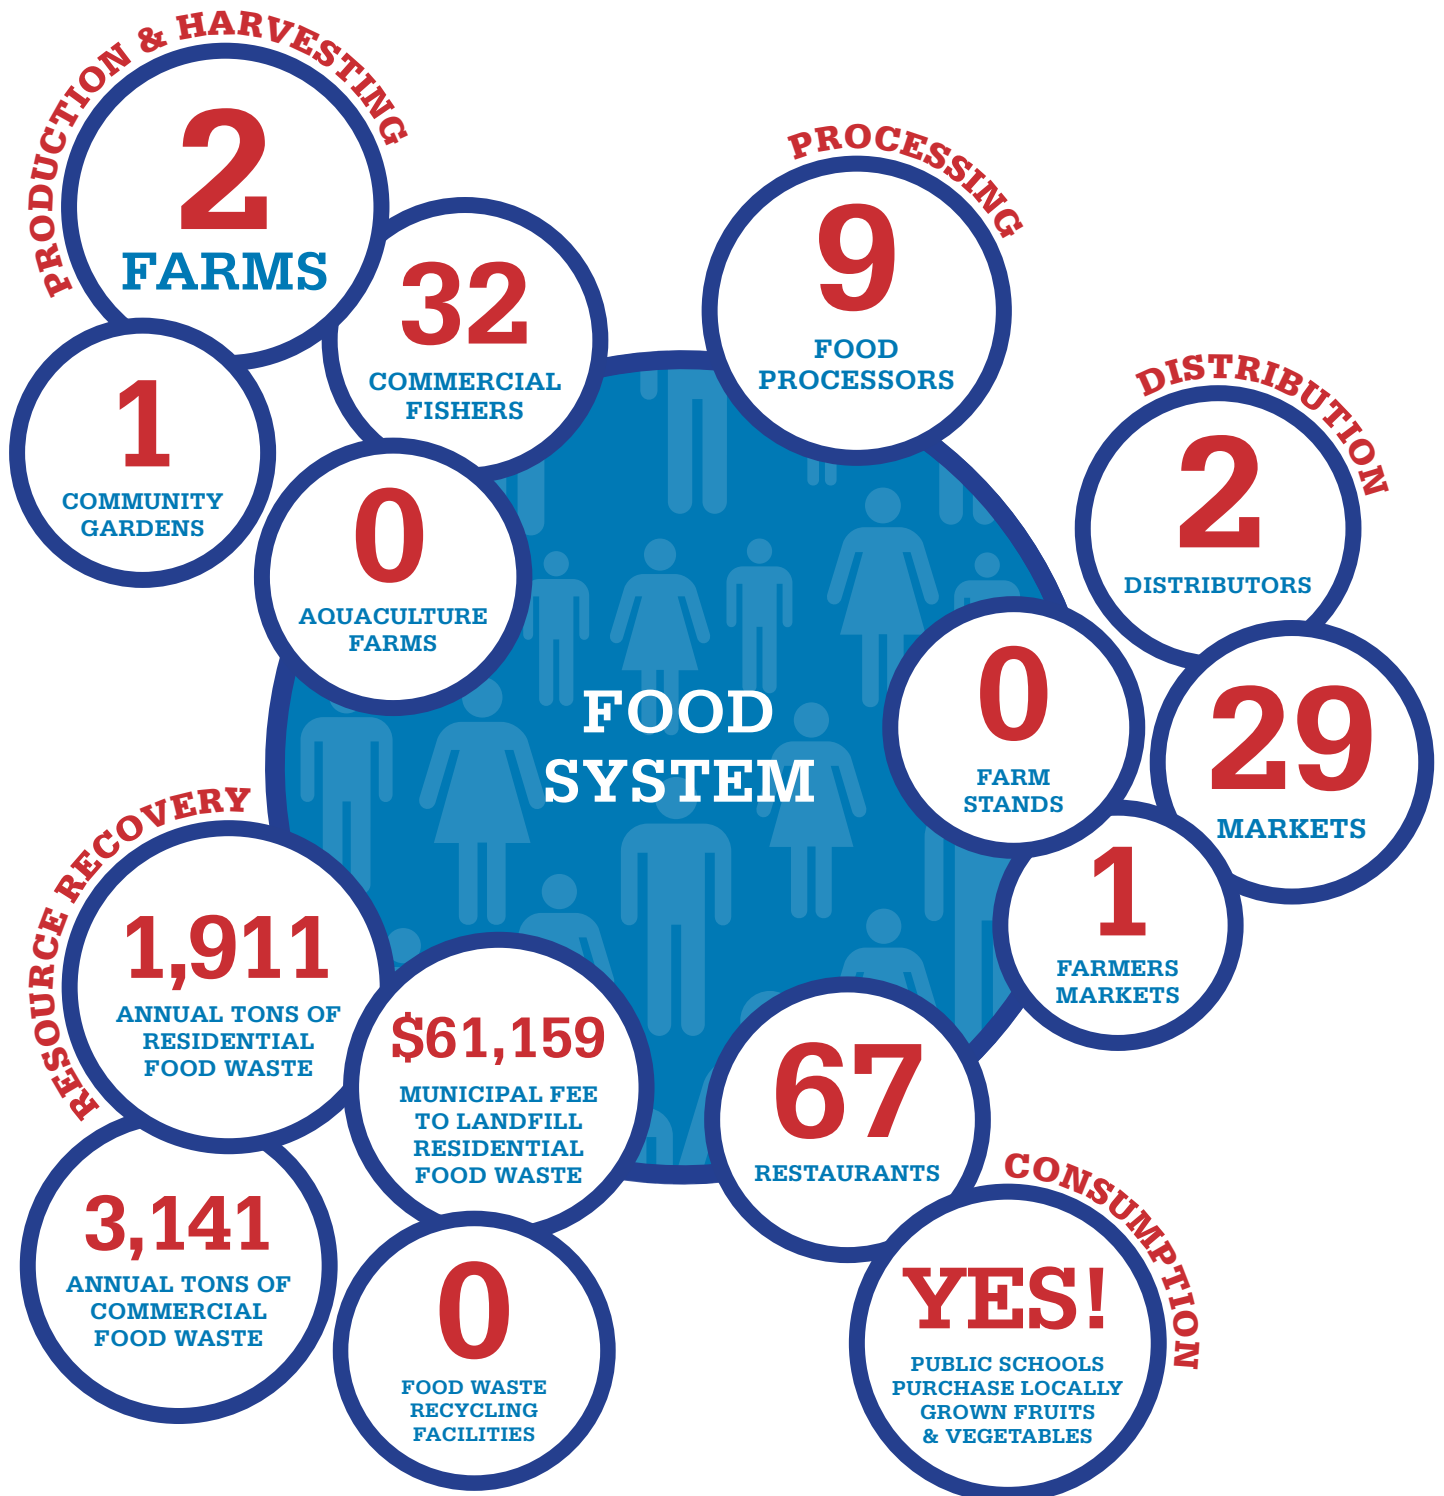 PRODUCTION & HARVESTING
2
FARMS
32
COMMERCIAL
FISHERS
1
COMMUNITY
GARDENS
0
AQUACULTURE
FARMS
PROCESSING
9
FOOD
PROCESSORS
DISTRIBUTION
2
DISTRIBUTORS
0
FARM
STANDS
29
MARKETS
1
FARMERS
MARKETS
FOOD
SYSTEM
RESOURCE RECOVERY
1,911
ANNUAL TONS OF
RESIDENTIAL
FOOD WASTE
$61,159
MUNICIPAL FEE
TO LANDFILL
RESIDENTIAL
FOOD WASTE
3,141
ANNUAL TONS OF
COMMERCIAL
FOOD WASTE
0
FOOD WASTE
RECYCLING
FACILITIES
67
RESTAURANTS
CONSUMPTION
YES!
PUBLIC SCHOOLS
PURCHASE LOCALLY
GROWN FRUITS
& VEGETABLES